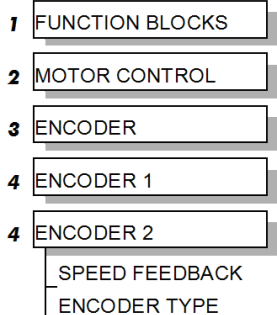 1 FUNCTION BLOCKS
2 MOTOR CONTROL
3 ENCODER
4 ENCODER 1
4 ENCODER 2
SPEED FEEDBACK
ENCODER TYPE